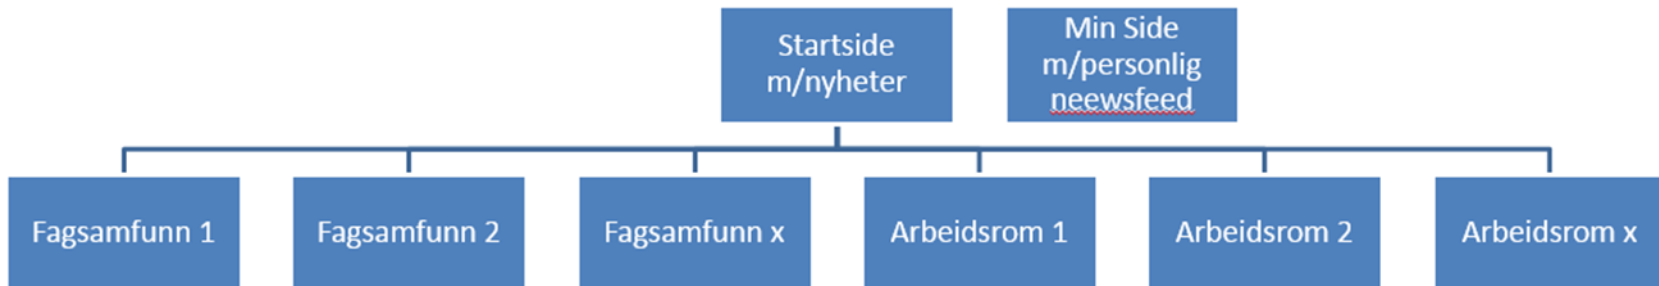 Startside
m/nyheter
Min Side
m/personlig
neewsfeed
Fagsamfunn 1
Fagsamfunn 2
Fagsamfunn x
Arbeidsrom 1
Arbeidsrom 2
Arbeidsrom x